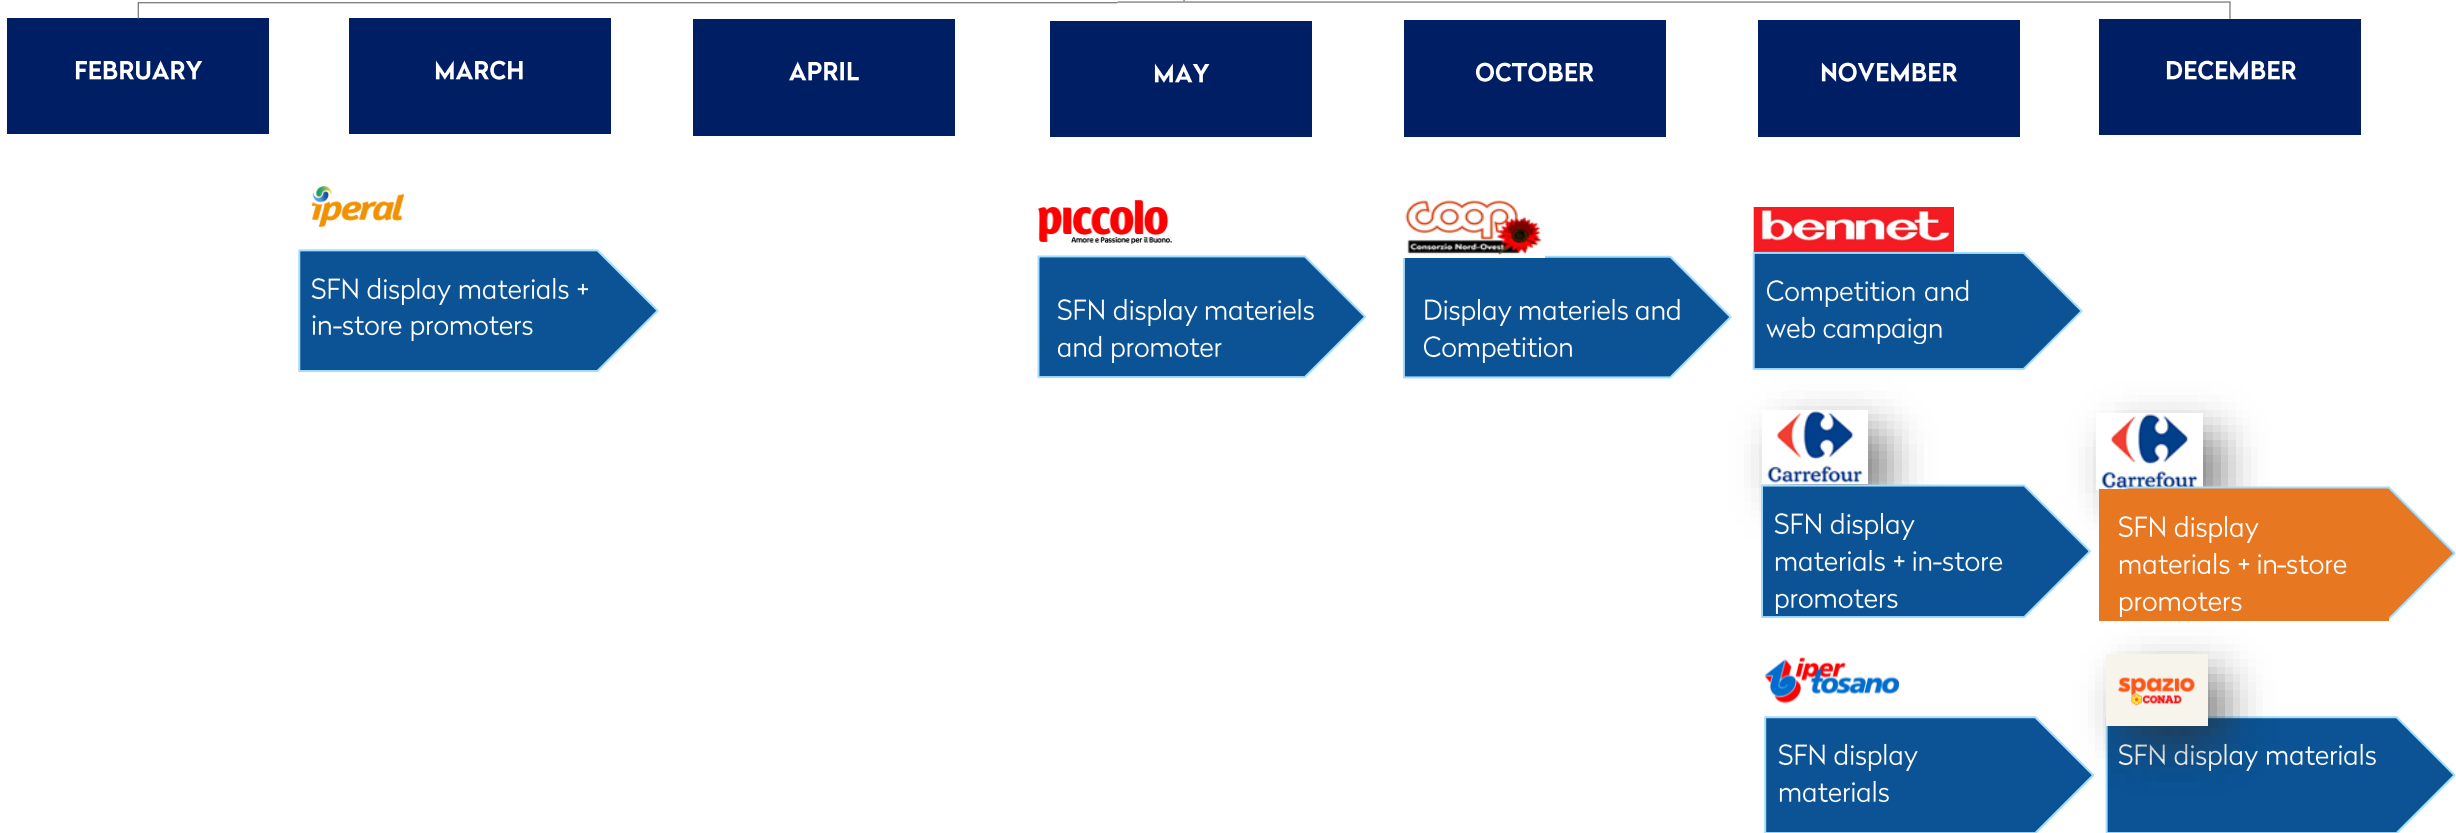 FEBRUARY
MARCH
APRIL
MAY
OCTOBER
NOVEMBER
DECEMBER
iperal
SFN display materials +
in-store promoters
piccolo
Amore e Passione per il Buono.
SFN display materiels
and promoter
coop
Consorzio Nord-Ovest
Display materiels and
Competition
bennet
Competition and
web campaign
Carrefour
SFN display
materials + in-store
promoters
Carrefour
SFN display
materials + in-store
promoters
iper
tosano
SFN display
materials
spazio
CONAD
SFN display materials